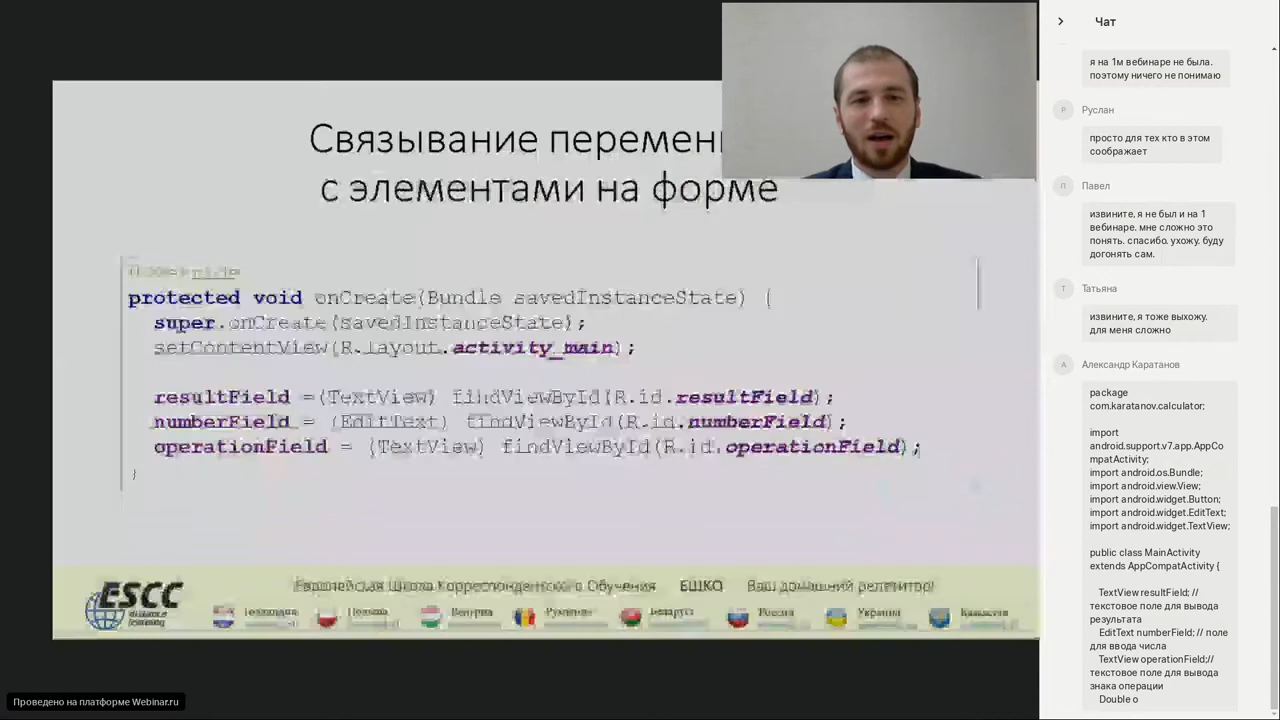 Связывание
с элементами на форме
protected void onCreate(Bundle savedInstanceState) {
super.onCreate(savedInstanceState);
setContentView(R.layout.activity_main);
resultField =(TextView) findViewById(R.id.resultField);
numberField = (EditText) findViewById(R.id.numberField);
operationField = (TextView) findViewById(R.id.operationField);
}
ESCC
distance
learning
Европейская Школа Корреспондентского Обучения ЕШКО Ваш домашний репетитор!
Польша Венгрия Румыния Беларусь Россия Украина Казахстан
Проведено на платформе Webinar.ru
Чат
я на 1м вебинаре не была.
поэтому ничего не понимаю
Р
Руслан
просто для тех кто в этом
соображает
П
Павел
извините, я не был и на 1
вебинаре. мне сложно это
понять. спасибо. ухожу. буду
догонять сам.
Т
Татьяна
извините, я тоже выхожу.
для меня сложно
А
Александр Каратанов
package
com.karatanov.calculator;
import
android.support.v7.app.AppCo
mpatActivity;
import android.os.Bundle;
import android.view.View;
import android.widget.Button;
import android.widget.EditText;
import android.widget.TextView;
public class MainActivity
extends AppCompatActivity {
TextView resultField; //
текстовое поле для вывода
результата
EditText numberField; // поле
для ввода числа
TextView operationField;//
текстовое поле для вывода
знака операции
Double o